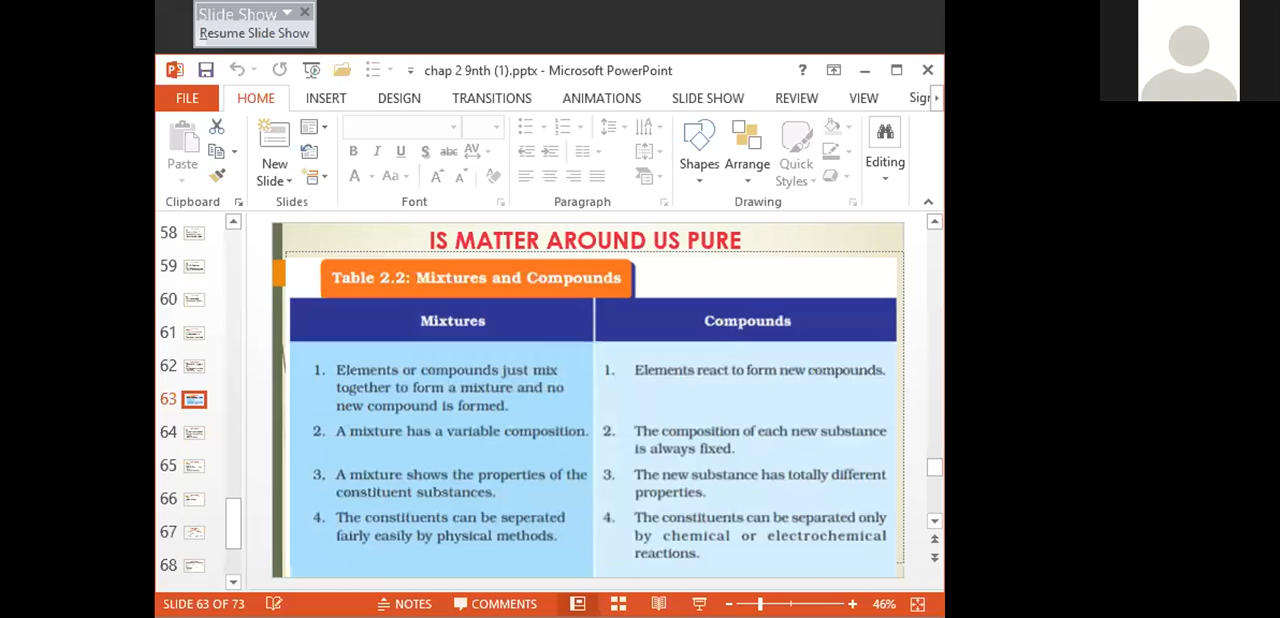 Slide Show
Resume Slide Show
chap 2 9nth (1).pptx - Microsoft PowerPoint
FILE HOME INSERT DESIGN TRANSITIONS ANIMATIONS SLIDE SHOW REVIEW VIEW Sign
Paste
New Slide
B I U S abc AV
A Aa A A
Shapes Arrange Quick Styles
Editing
Clipboard Slides Font Paragraph Drawing
58
59
60
61
62
63
64
65
66
67
68
IS MATTER AROUND US PURE
Table 2.2: Mixtures and Compounds
Mixtures
1. Elements or compounds just mix
together to form a mixture and no
new compound is formed.
2. A mixture has a variable composition.
3. A mixture shows the properties of the
constituent substances.
4. The constituents can be seperated
fairly easily by physical methods.
Compounds
1. Elements react to form new compounds.
2. The composition of each new substance
is always fixed.
3. The new substance has totally different
properties.
4. The constituents can be separated only
by chemical or electrochemical
reactions.
SLIDE 63 OF 73 NOTES COMMENTS 46%